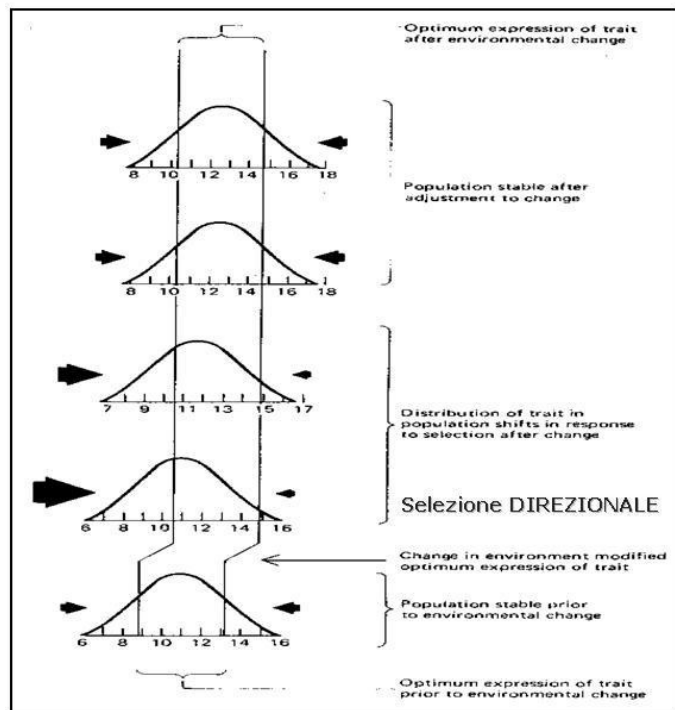 Optimum expression of trait
after environmental change
8 10 12 14 16 18
Population stable after
adjustment to change
8 10 12 14 16 18
7 9 11 13 15 17
Distribution of trait in
population shifts in response
to selection after change
6 8 10 12 14 16
Selezione DIREZIONALE
Change in environment modified
optimum expression of trait
Population stable prior
to environmental change
6 8 10 12 14 16
Optimum expression of trait
prior to environmental change